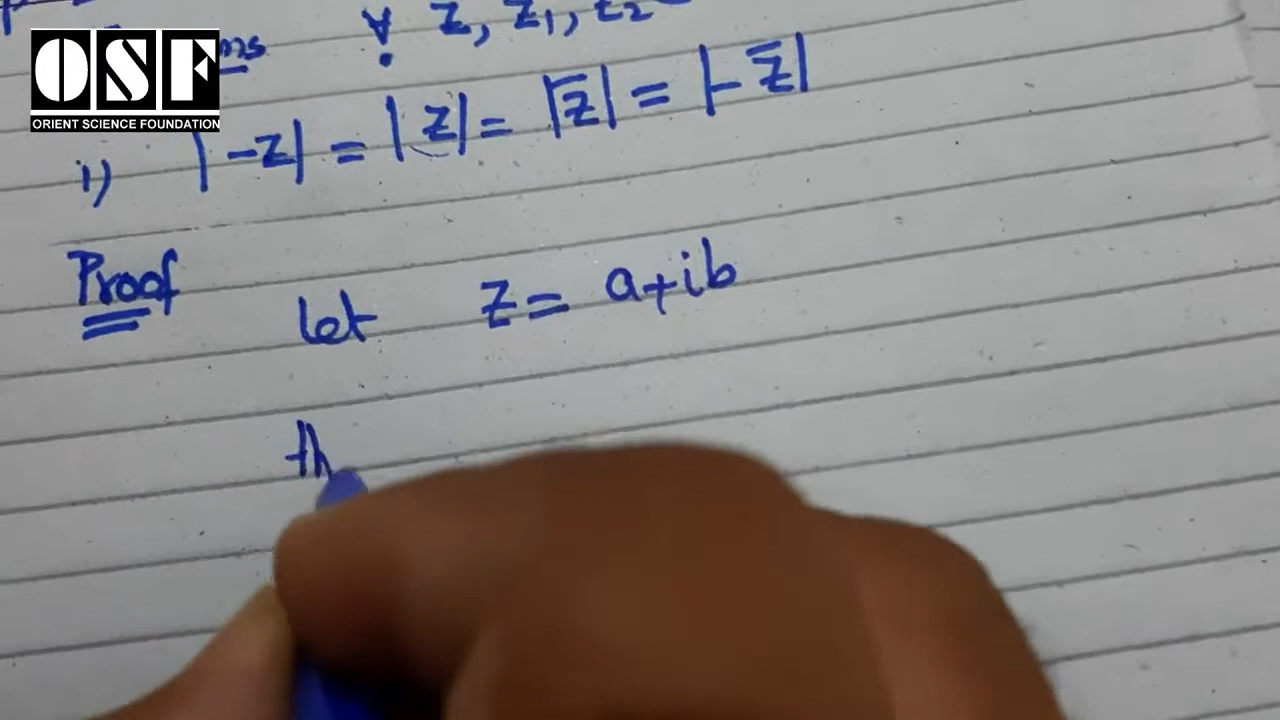 ∀ z, z₁, z₂
OSF
ORIENT SCIENCE FOUNDATION
i) |-z| = |z| = |z̅| = |-z̅|
Proof
let z = a+ib
th